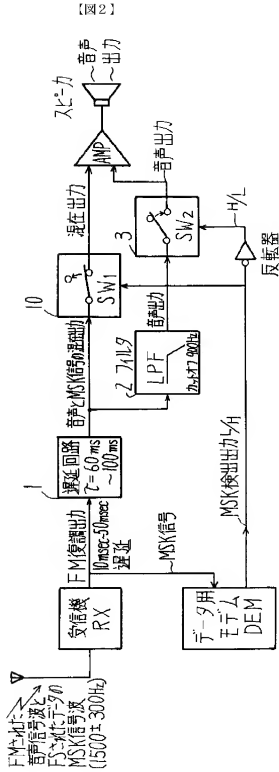 【図2】
FMされた
音声信号波と
FSされたデータの
MSK信号波
(1500±300Hz)
受信機
RX
FM復調出力
10msec~50msec
遅延
MSK信号
データ用
モデム
DEM
1
遅延回路
τ=60ms
~100ms
音声とMSK信号の混在出力
2 フィルタ
LPF
カットオフ900Hz
音声出力
MSK検出出力L/H
10
SW1
混在出力
3
SW2
音声出力
H/L
反転器
AMP
スピーカ
音声
出力